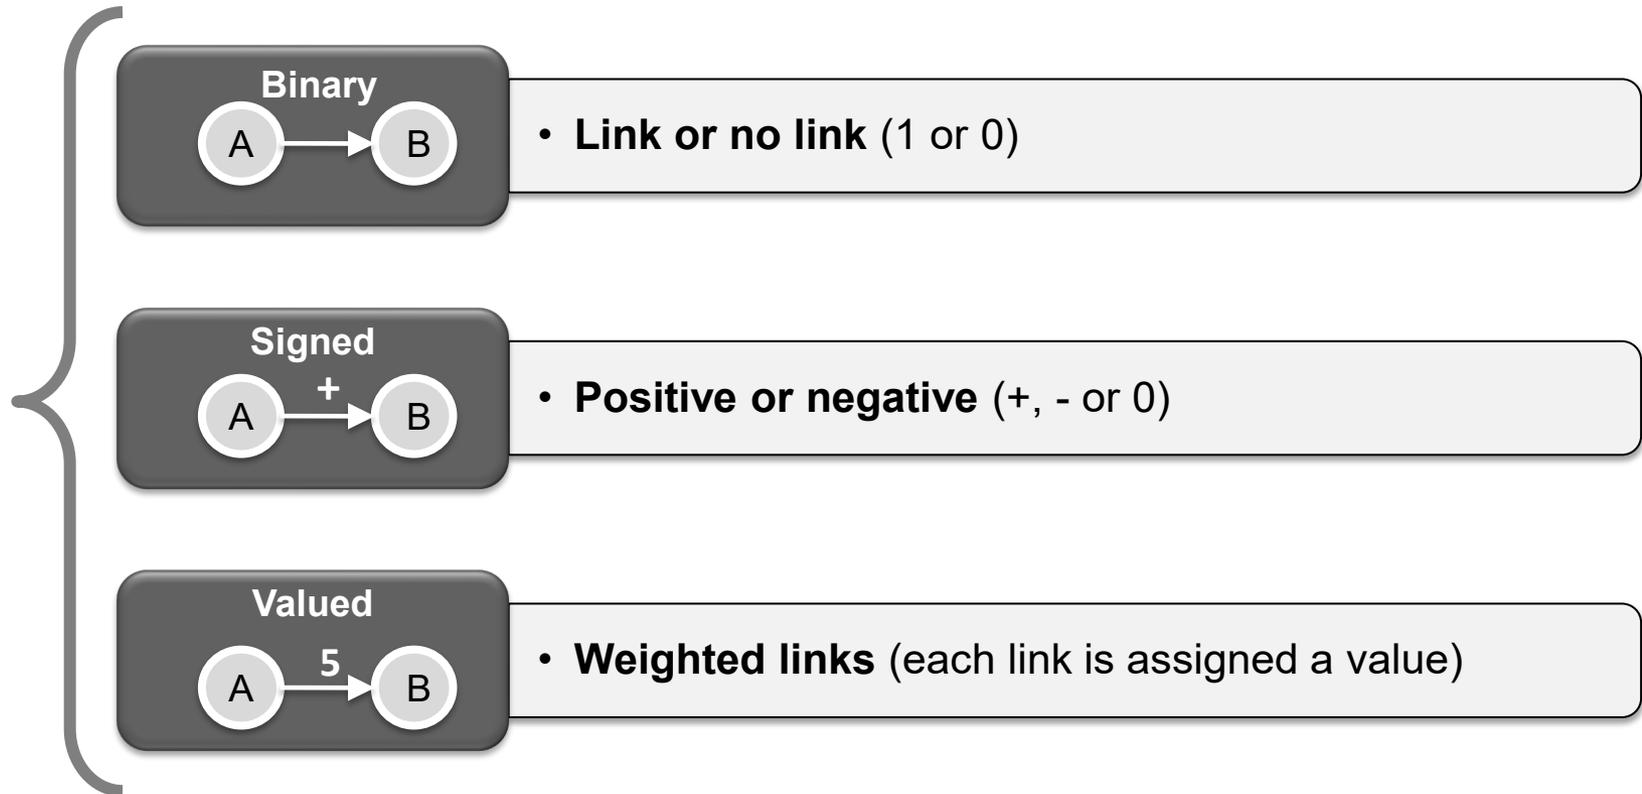 Binary
A B
• Link or no link (1 or 0)
Signed
+
A B
• Positive or negative (+, - or 0)
Valued
5
A B
• Weighted links (each link is assigned a value)